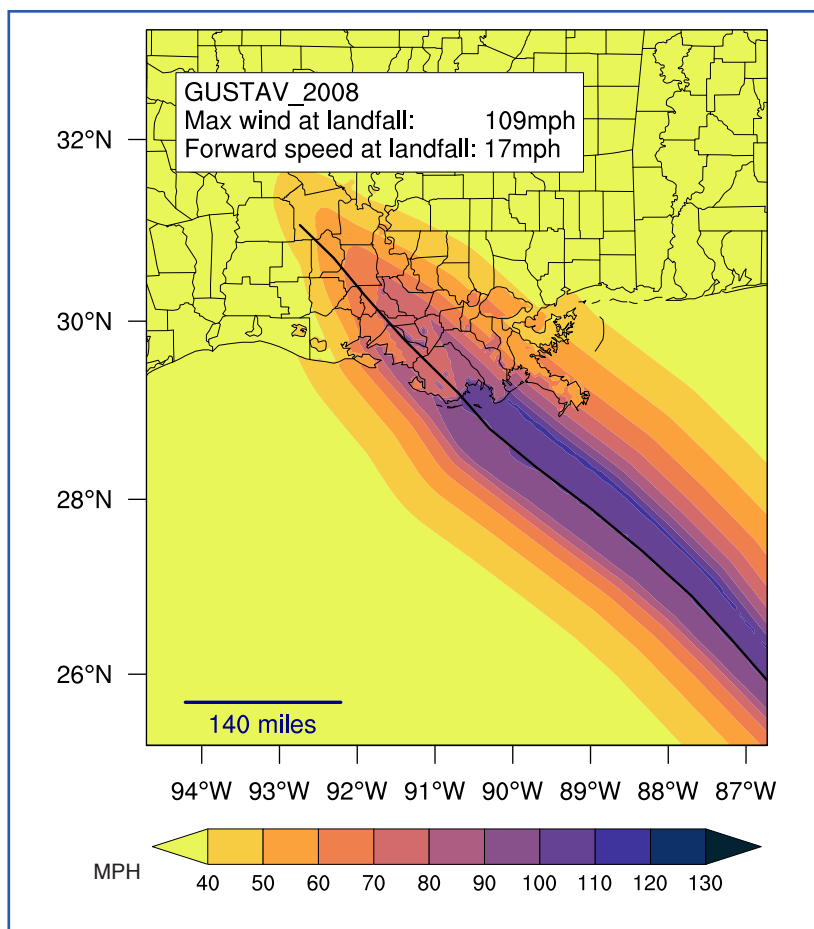 GUSTAV_2008
Max wind at landfall: 109mph
Forward speed at landfall: 17mph
32°N
30°N
28°N
26°N
140 miles
94°W 93°W 92°W 91°W 90°W 89°W 88°W 87°W
MPH
40 50 60 70 80 90 100 110 120 130